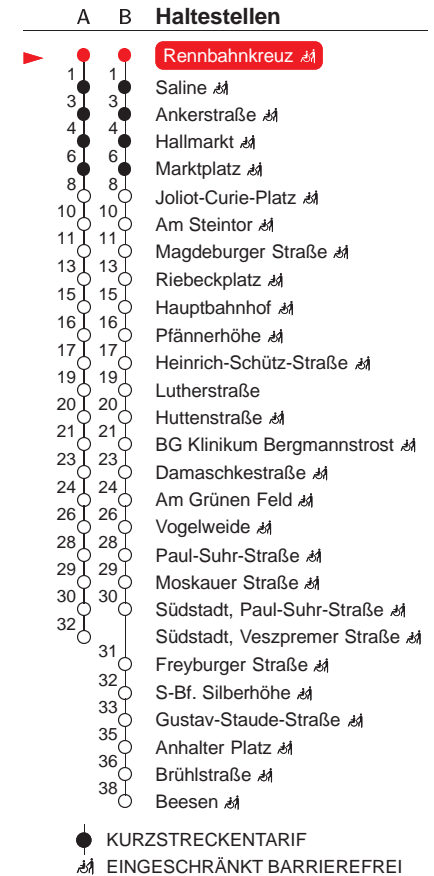 A B Haltestellen
Rennbahnkreuz
1 1 Saline
3 3 Ankerstraße
4 4 Hallmarkt
6 6 Marktplatz
8 8 Joliot-Curie-Platz
10 10 Am Steintor
11 11 Magdeburger Straße
13 13 Riebeckplatz
15 15 Hauptbahnhof
16 16 Pfännerhöhe
17 17 Heinrich-Schütz-Straße
19 19 Lutherstraße
20 20 Huttenstraße
21 21 BG Klinikum Bergmannstrost
23 23 Damaschkestraße
24 24 Am Grünen Feld
26 26 Vogelweide
28 28 Paul-Suhr-Straße
29 29 Moskauer Straße
30 30 Südstadt, Paul-Suhr-Straße
32 Südstadt, Veszpremer Straße
31 Freyburger Straße
32 S-Bf. Silberhöhe
33 Gustav-Staude-Straße
35 Anhalter Platz
36 Brühlstraße
38 Beesen
KURZSTRECKENTARIF
EINGESCHRÄNKT BARRIEREFREI